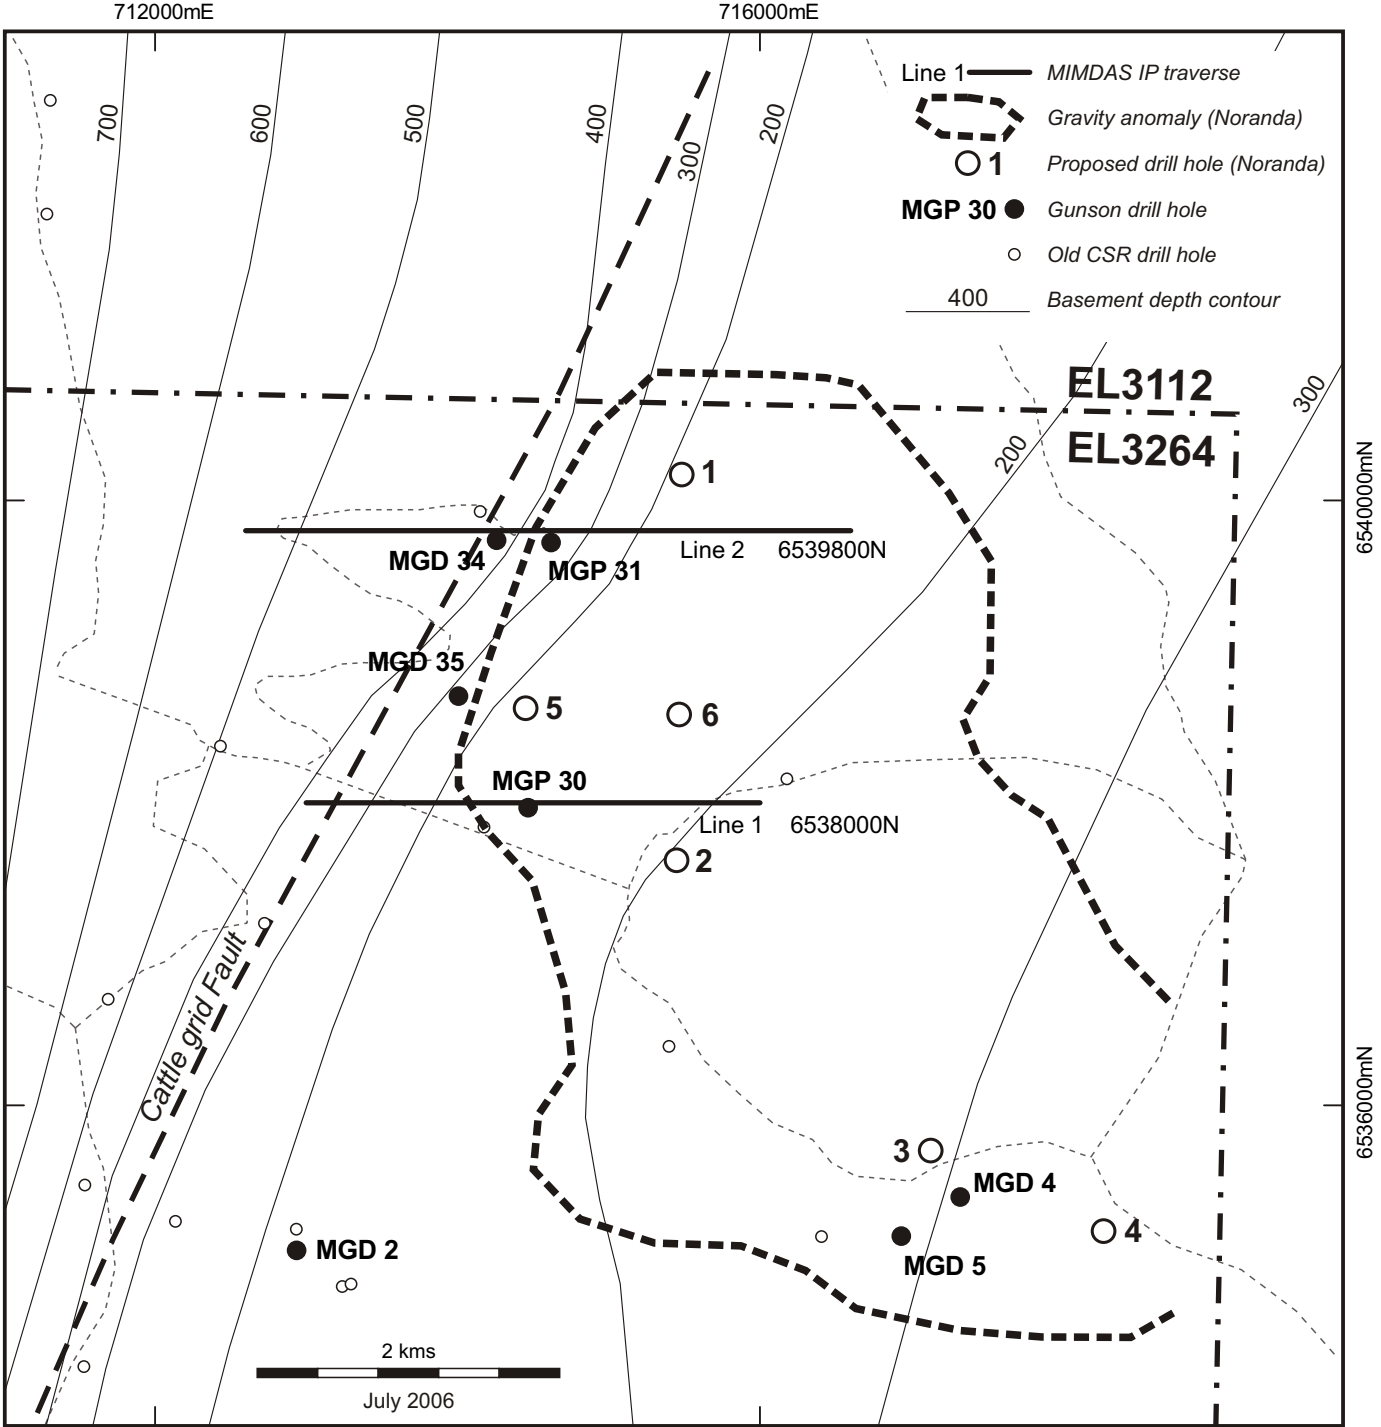 712000mE
716000mE
Line 1
MIMDAS IP traverse
Gravity anomaly (Noranda)
1
Proposed drill hole (Noranda)
MGP 30
Gunson drill hole
Old CSR drill hole
400
Basement depth contour
700
600
500
400
300
200
EL3112
EL3264
300
200
6540000mN
1
Line 2 6539800N
MGD 34
MGP 31
MGD 35
5
6
MGP 30
Line 1 6538000N
2
Cattle grid Fault
6536000mN
3
MGD 4
4
MGD 5
MGD 2
2 kms
July 2006